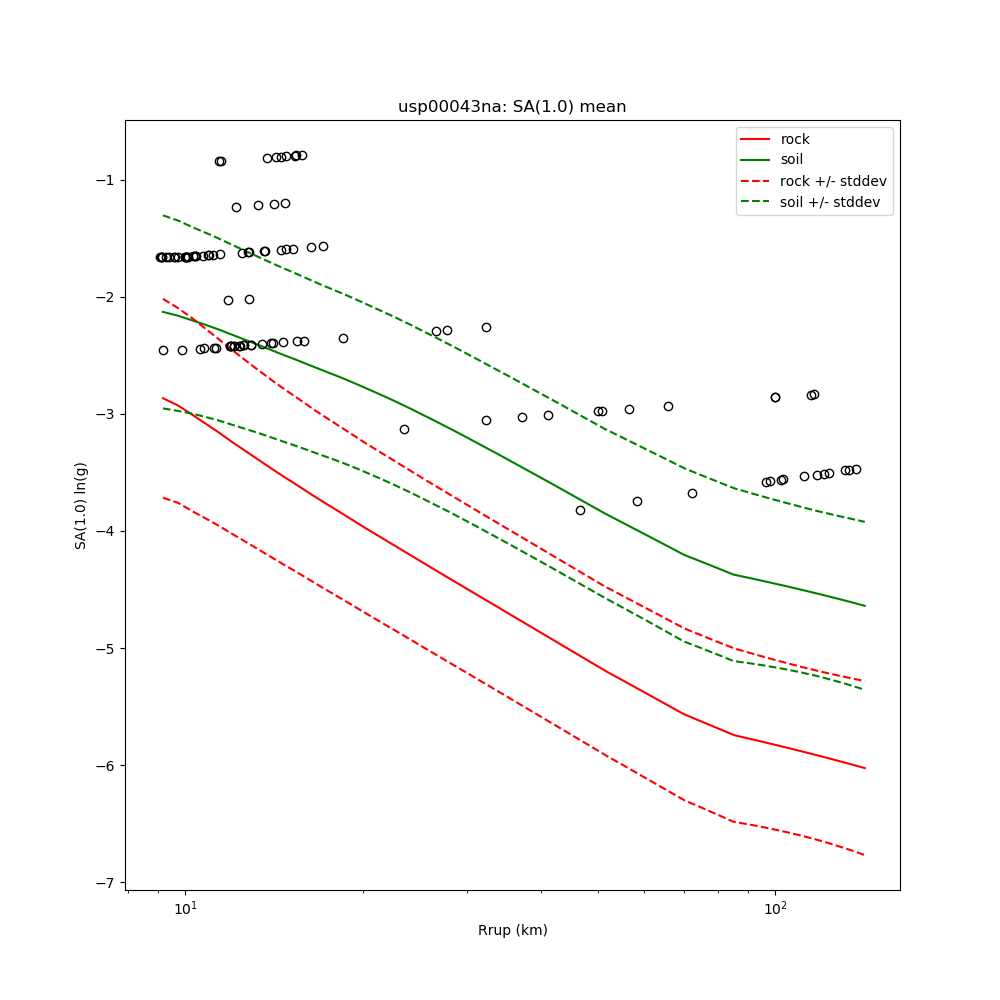 usp00043na: SA(1.0) mean
rock
soil
rock +/- stddev
soil +/- stddev
SA(1.0) ln(g)
−1
−2
−3
−4
−5
−6
−7
10¹
10²
Rrup (km)